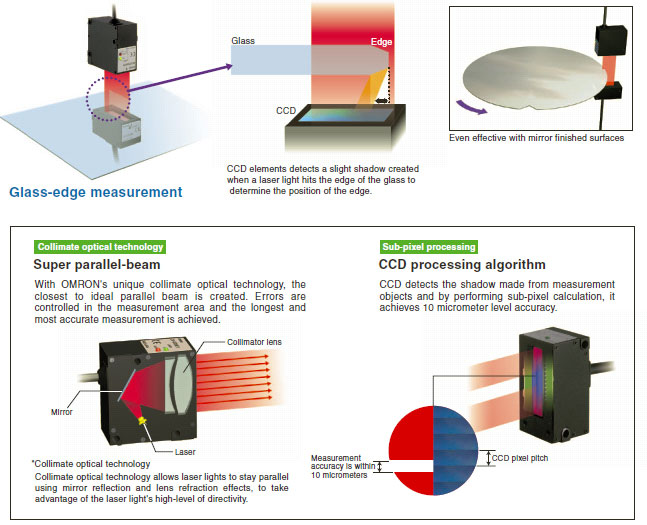 Glass
Edge
CCD
Even effective with mirror finished surfaces
CCD elements detects a slight shadow created
when a laser light hits the edge of the glass to
determine the position of the edge.
Glass-edge measurement
Collimate optical technology
Super parallel-beam
With OMRON's unique collimate optical technology, the
closest to ideal parallel beam is created. Errors are
controlled in the measurement area and the longest and
most accurate measurement is achieved.
Collimator lens
Mirror
Laser
*Collimate optical technology
Collimate optical technology allows laser lights to stay parallel
using mirror reflection and lens refraction effects, to take
advantage of the laser light's high-level of directivity.
Sub-pixel processing
CCD processing algorithm
CCD detects the shadow made from measurement
objects and by performing sub-pixel calculation, it
achieves 10 micrometer level accuracy.
Measurement
accuracy is within
10 micrometers
CCD pixel pitch